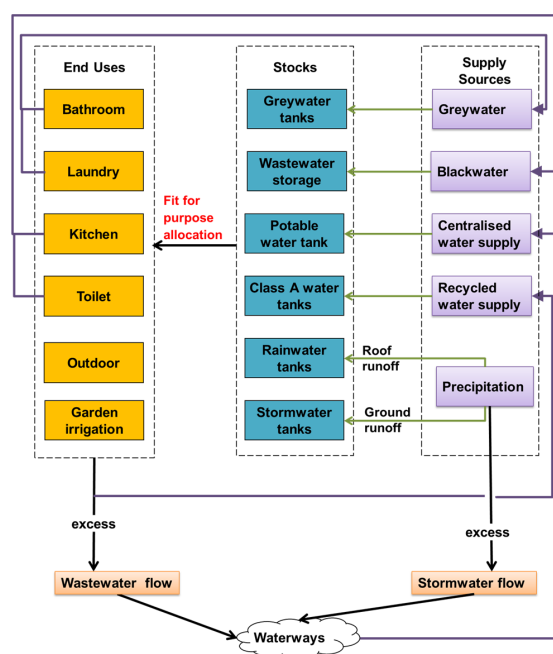 End Uses
Bathroom
Laundry
Kitchen
Toilet
Outdoor
Garden
irrigation
Fit for
purpose
allocation
Stocks
Greywater
tanks
Wastewater
storage
Potable
water tank
Class A water
tanks
Rainwater
tanks
Stormwater
tanks
Supply
Sources
Greywater
Blackwater
Centralised
water supply
Recycled
water supply
Precipitation
Roof
runoff
Ground
runoff
excess
excess
Wastewater flow
Stormwater flow
Waterways